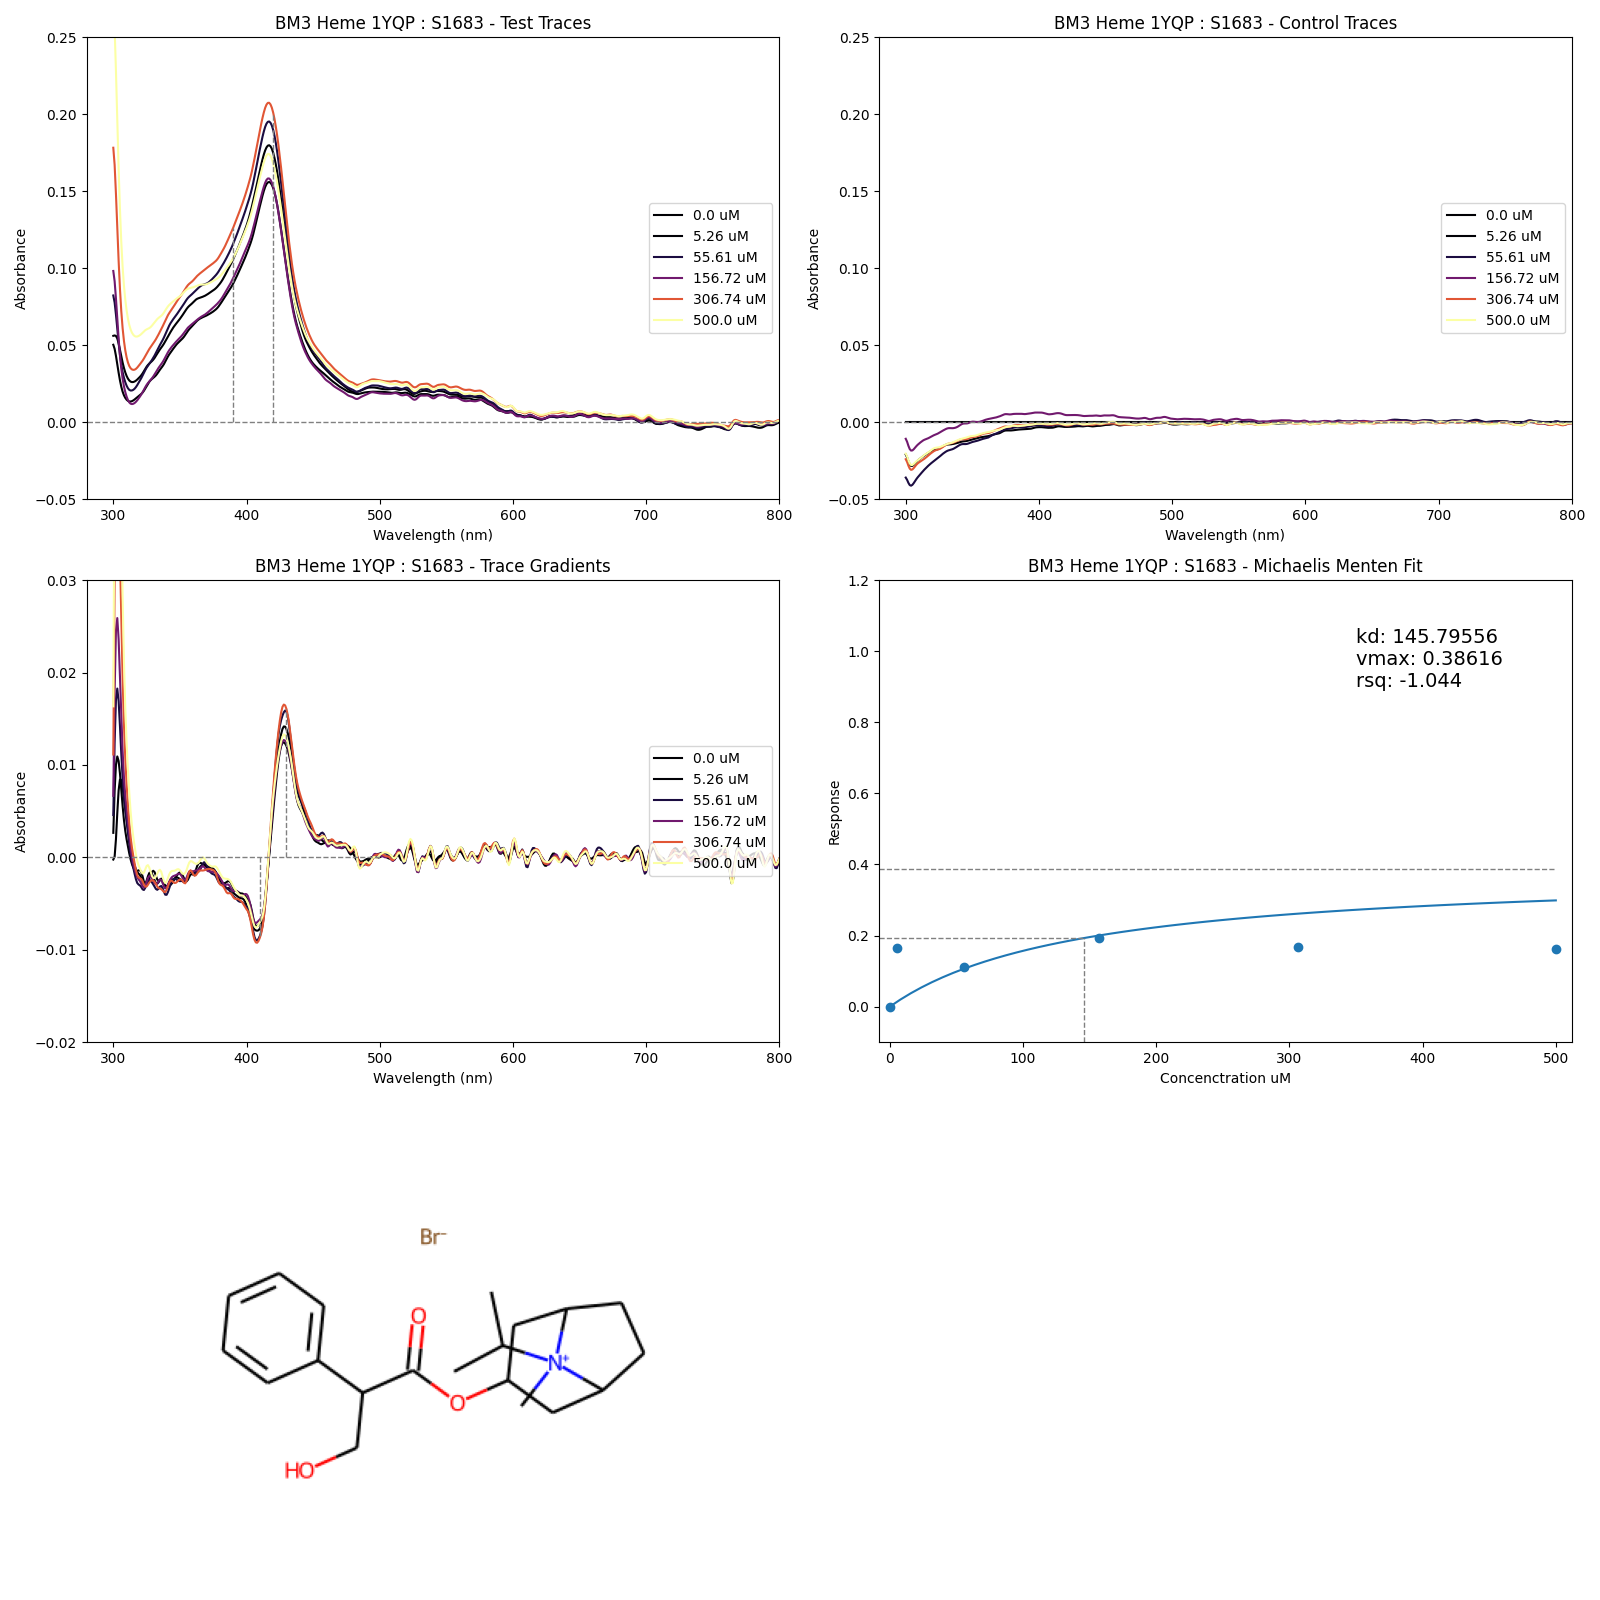 BM3 Heme 1YQP : S1683 - Test Traces
0.25
0.20
0.15
0.10
0.05
0.00
−0.05
Absorbance
300 400 500 600 700 800
Wavelength (nm)
0.0 uM
5.26 uM
55.61 uM
156.72 uM
306.74 uM
500.0 uM
BM3 Heme 1YQP : S1683 - Control Traces
0.25
0.20
0.15
0.10
0.05
0.00
−0.05
Absorbance
300 400 500 600 700 800
Wavelength (nm)
0.0 uM
5.26 uM
55.61 uM
156.72 uM
306.74 uM
500.0 uM
BM3 Heme 1YQP : S1683 - Trace Gradients
0.03
0.02
0.01
0.00
−0.01
−0.02
Absorbance
300 400 500 600 700 800
Wavelength (nm)
0.0 uM
5.26 uM
55.61 uM
156.72 uM
306.74 uM
500.0 uM
BM3 Heme 1YQP : S1683 - Michaelis Menten Fit
1.2
1.0
0.8
0.6
0.4
0.2
0.0
Response
kd: 145.79556
vmax: 0.38616
rsq: -1.044
0 100 200 300 400 500
Concenctration uM
Br⁻
O
N⁺
O
HO